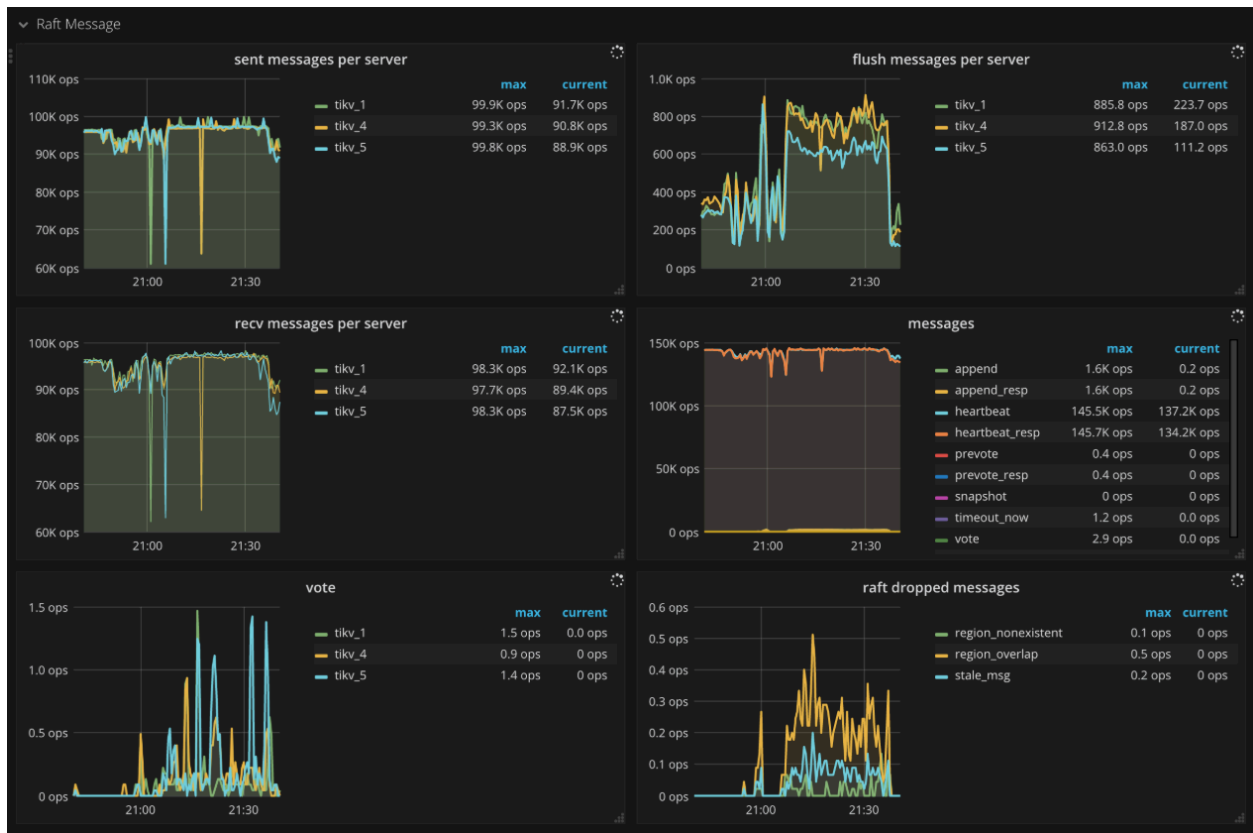 Raft Message
sent messages per server
max current
110K ops
100K ops
90K ops
80K ops
70K ops
60K ops
21:00 21:30
tikv_1 99.9K ops 91.7K ops
tikv_4 99.3K ops 90.8K ops
tikv_5 99.8K ops 88.9K ops
flush messages per server
max current
1.0K ops
800 ops
600 ops
400 ops
200 ops
0 ops
21:00 21:30
tikv_1 885.8 ops 223.7 ops
tikv_4 912.8 ops 187.0 ops
tikv_5 863.0 ops 111.2 ops
recv messages per server
max current
100K ops
90K ops
80K ops
70K ops
60K ops
21:00 21:30
tikv_1 98.3K ops 92.1K ops
tikv_4 97.7K ops 89.4K ops
tikv_5 98.3K ops 87.5K ops
messages
max current
150K ops
100K ops
50K ops
0 ops
21:00 21:30
append 1.6K ops 0.2 ops
append_resp 1.6K ops 0.2 ops
heartbeat 145.5K ops 137.2K ops
heartbeat_resp 145.7K ops 134.2K ops
prevote 0.4 ops 0 ops
prevote_resp 0.4 ops 0 ops
snapshot 0 ops 0 ops
timeout_now 1.2 ops 0.0 ops
vote 2.9 ops 0.0 ops
vote
max current
1.5 ops
1.0 ops
0.5 ops
0 ops
21:00 21:30
tikv_1 1.5 ops 0.0 ops
tikv_4 0.9 ops 0 ops
tikv_5 1.4 ops 0 ops
raft dropped messages
max current
0.6 ops
0.5 ops
0.4 ops
0.3 ops
0.2 ops
0.1 ops
0 ops
21:00 21:30
region_nonexistent 0.1 ops 0 ops
region_overlap 0.5 ops 0 ops
stale_msg 0.2 ops 0 ops